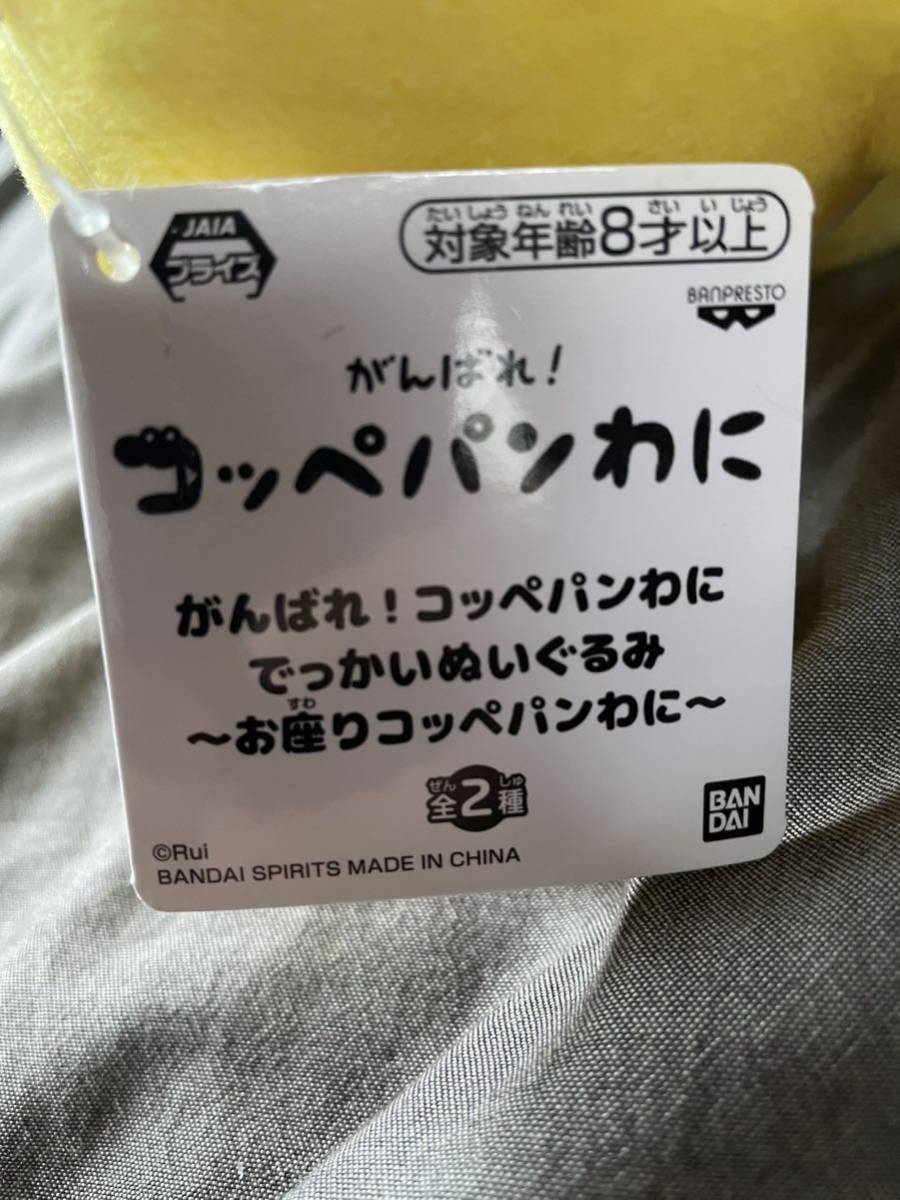 JAIA
プライズ
たいしょうねんれい さいいじょう
対象年齢8才以上
BANPRESTO
がんばれ!
コッペパンわに
がんばれ!コッペパンわに
でっかいぬいぐるみ
すわ
～お座りコッペパンわに～
ぜん しゅ
全2種
BAN
DAI
©Rui
BANDAI SPIRITS MADE IN CHINA